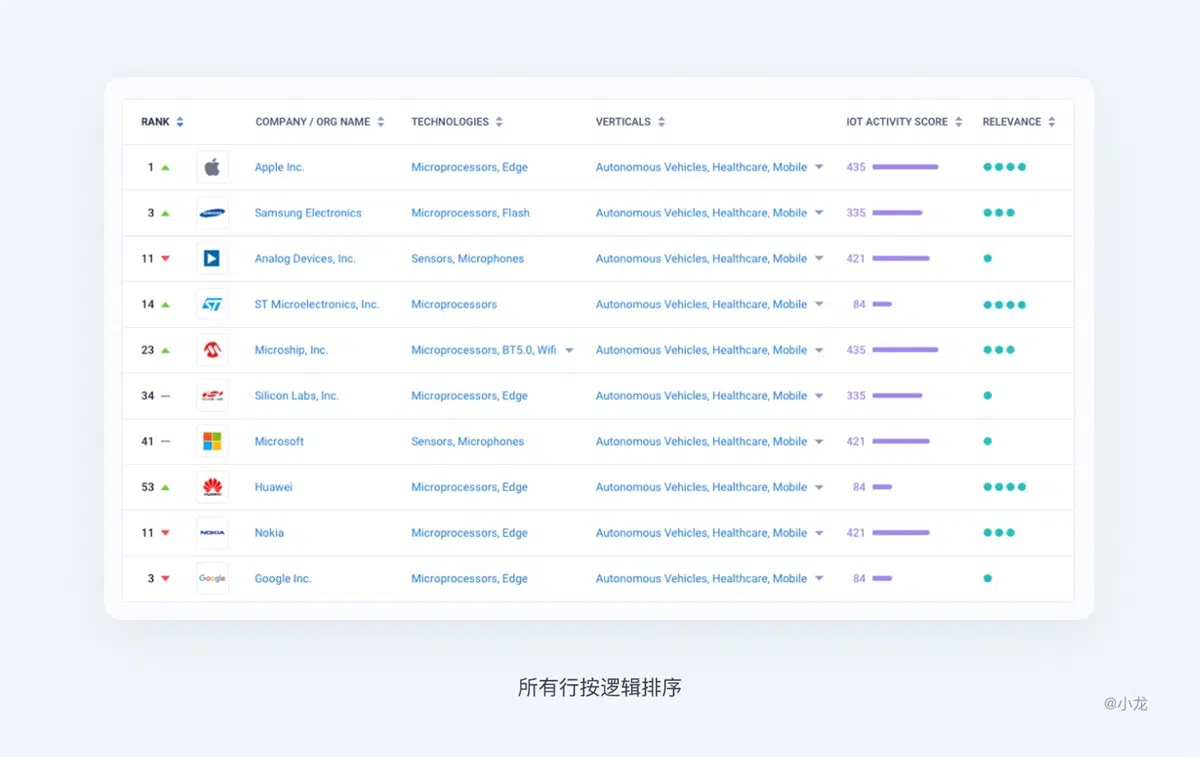 RANK COMPANY / ORG NAME TECHNOLOGIES VERTICALS IOT ACTIVITY SCORE RELEVANCE
1 Apple Inc. Microprocessors, Edge Autonomous Vehicles, Healthcare, Mobile 435
3 SAMSUNG Samsung Electronics Microprocessors, Flash Autonomous Vehicles, Healthcare, Mobile 335
11 Analog Devices, Inc. Sensors, Microphones Autonomous Vehicles, Healthcare, Mobile 421
14 ST ST Microelectronics, Inc. Microprocessors Autonomous Vehicles, Healthcare, Mobile 84
23 Microship, Inc. Microprocessors, BT5.0, Wifi Autonomous Vehicles, Healthcare, Mobile 435
34 SILICON LABS Silicon Labs, Inc. Microprocessors, Edge Autonomous Vehicles, Healthcare, Mobile 335
41 Microsoft Sensors, Microphones Autonomous Vehicles, Healthcare, Mobile 421
53 HUAWEI Huawei Microprocessors, Edge Autonomous Vehicles, Healthcare, Mobile 84
11 NOKIA Nokia Microprocessors, Edge Autonomous Vehicles, Healthcare, Mobile 421
3 Google Google Inc. Microprocessors, Edge Autonomous Vehicles, Healthcare, Mobile 84
所有行按逻辑排序
@小龙